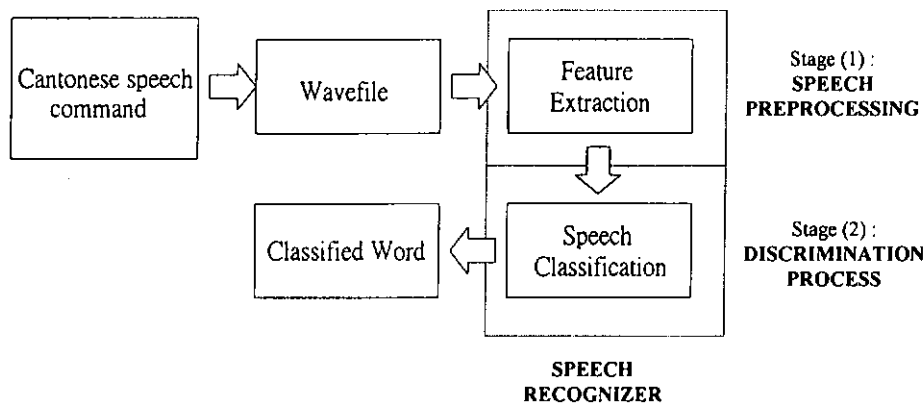 Cantonese speech
command
Wavefile
Feature
Extraction
Stage (1) :
SPEECH
PREPROCESSING
Classified Word
Speech
Classification
Stage (2) :
DISCRIMINATION
PROCESS
SPEECH
RECOGNIZER